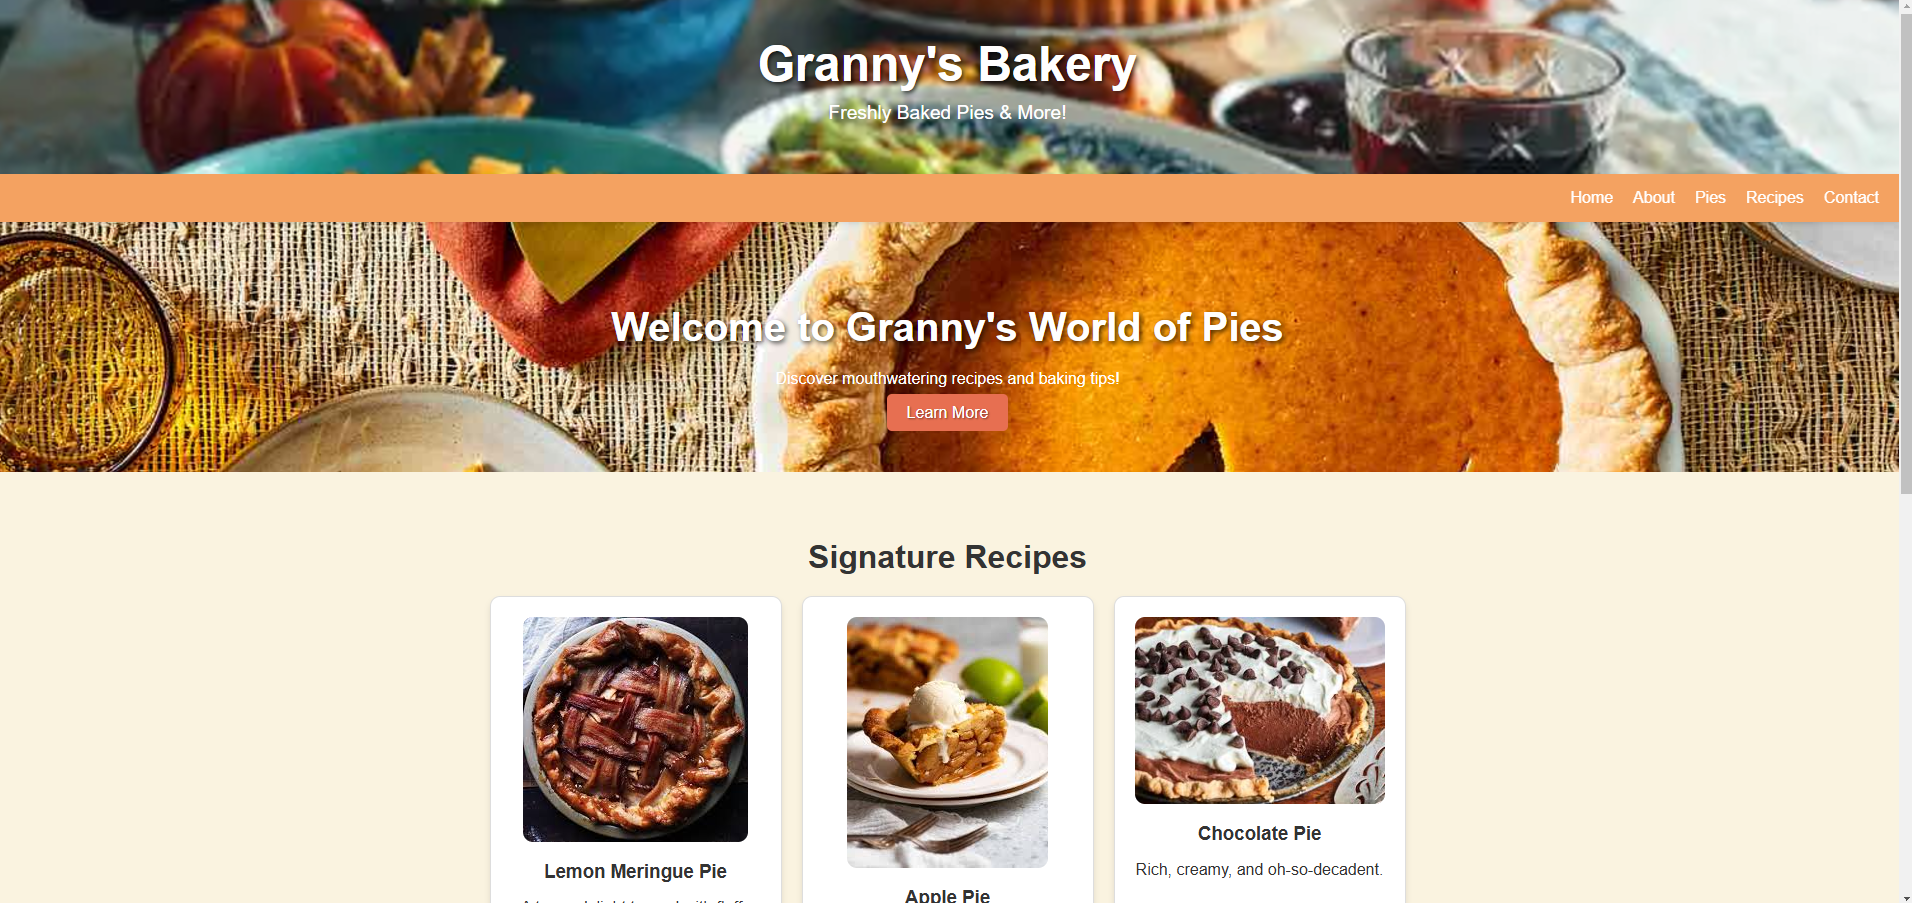 Granny's Bakery
Freshly Baked Pies & More!
Home About Pies Recipes Contact
Welcome to Granny's World of Pies
Discover mouthwatering recipes and baking tips!
Learn More
Signature Recipes
Lemon Meringue Pie
Apple Pie
Chocolate Pie
Rich, creamy, and oh-so-decadent.